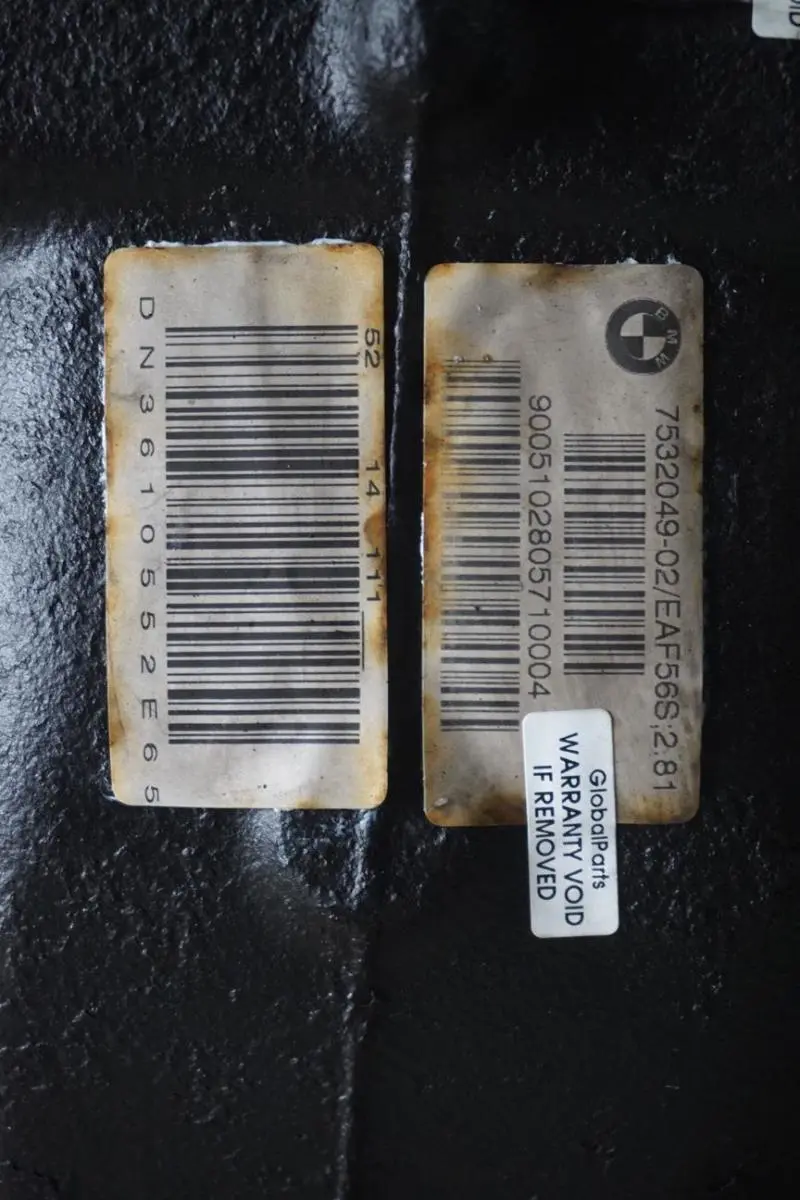 52 14 111
DN3610552E65
BMW
7532049-02/EAF56S;2.81
90051028057​10004
GlobalParts
WARRANTY VOID
IF REMOVED